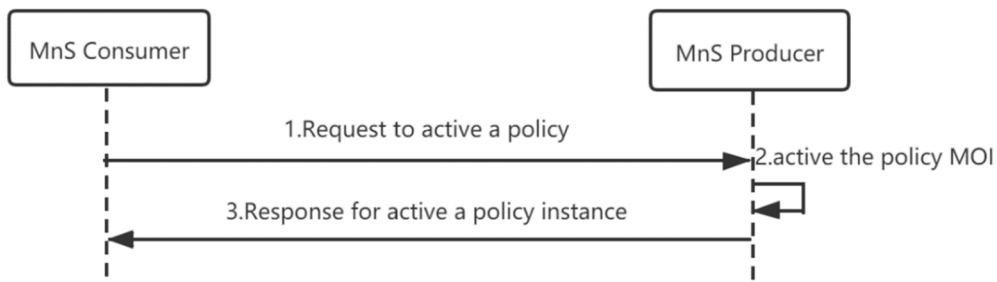 MnS Consumer
MnS Producer
1.Request to active a policy
2.active the policy MOI
3.Response for active a policy instance